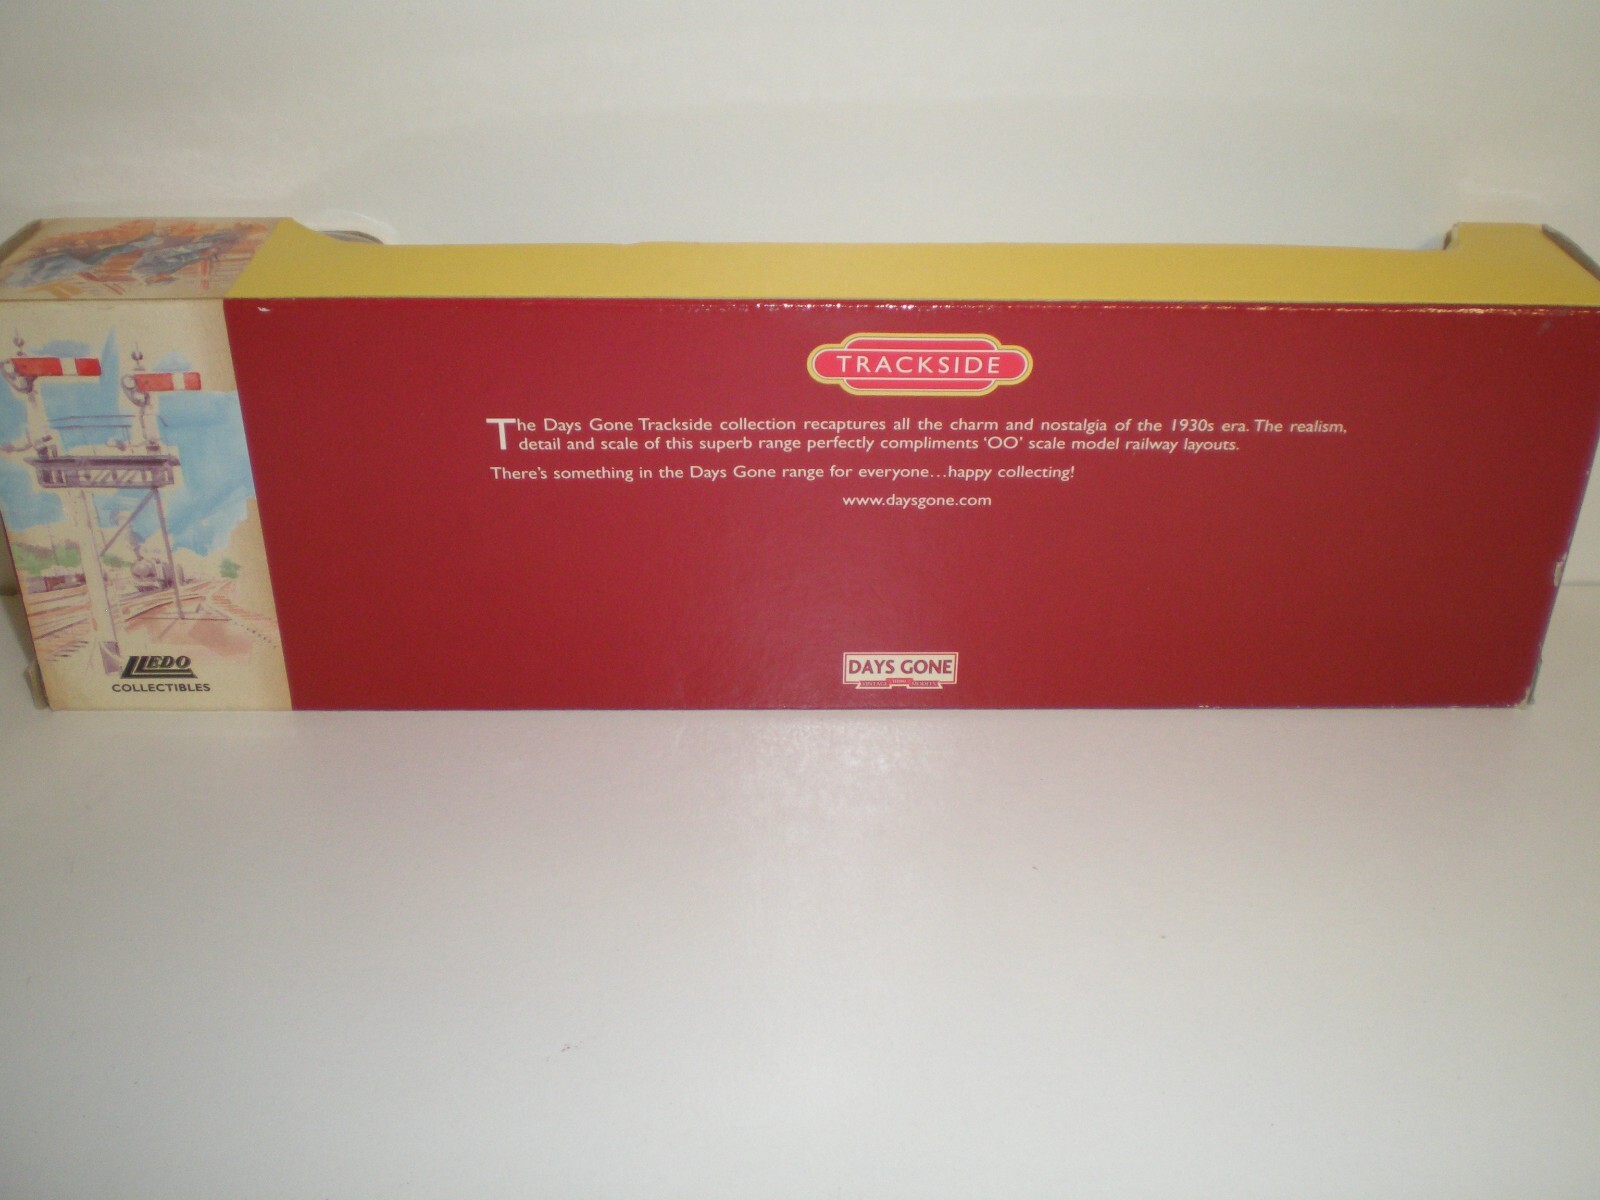 TRACKSIDE
The Days Gone Trackside collection recaptures all the charm and nostalgia of the 1930s era. The realism,
detail and scale of this superb range perfectly compliments ‘OO’ scale model railway layouts.
There's something in the Days Gone range for everyone...happy collecting!
www.daysgone.com
LLEDO
COLLECTIBLES
DAYS GONE
VINTAGE MODELS